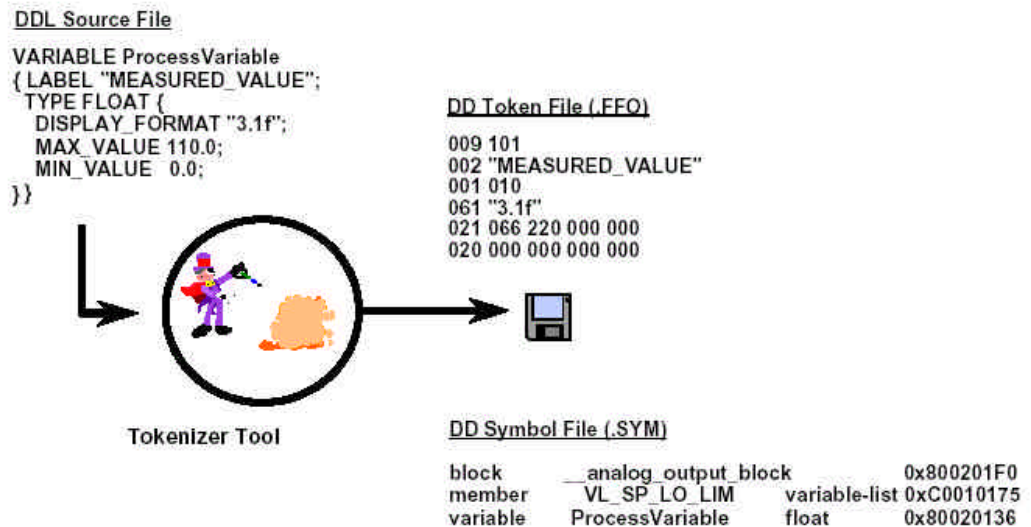 DDL Source File
VARIABLE ProcessVariable
{ LABEL "MEASURED_VALUE";
TYPE FLOAT {
DISPLAY_FORMAT "3.1f";
MAX_VALUE 110.0;
MIN_VALUE 0.0;
} }
Tokenizer Tool
DD Token File (.FFO)
009 101
002 "MEASURED_VALUE"
001 010
061 "3.1f"
021 066 220 000 000
020 000 000 000 000
DD Symbol File (.SYM)
block __analog_output_block 0x800201F0
member VL_SP_LO_LIM variable-list 0xC0010175
variable ProcessVariable float 0x80020136